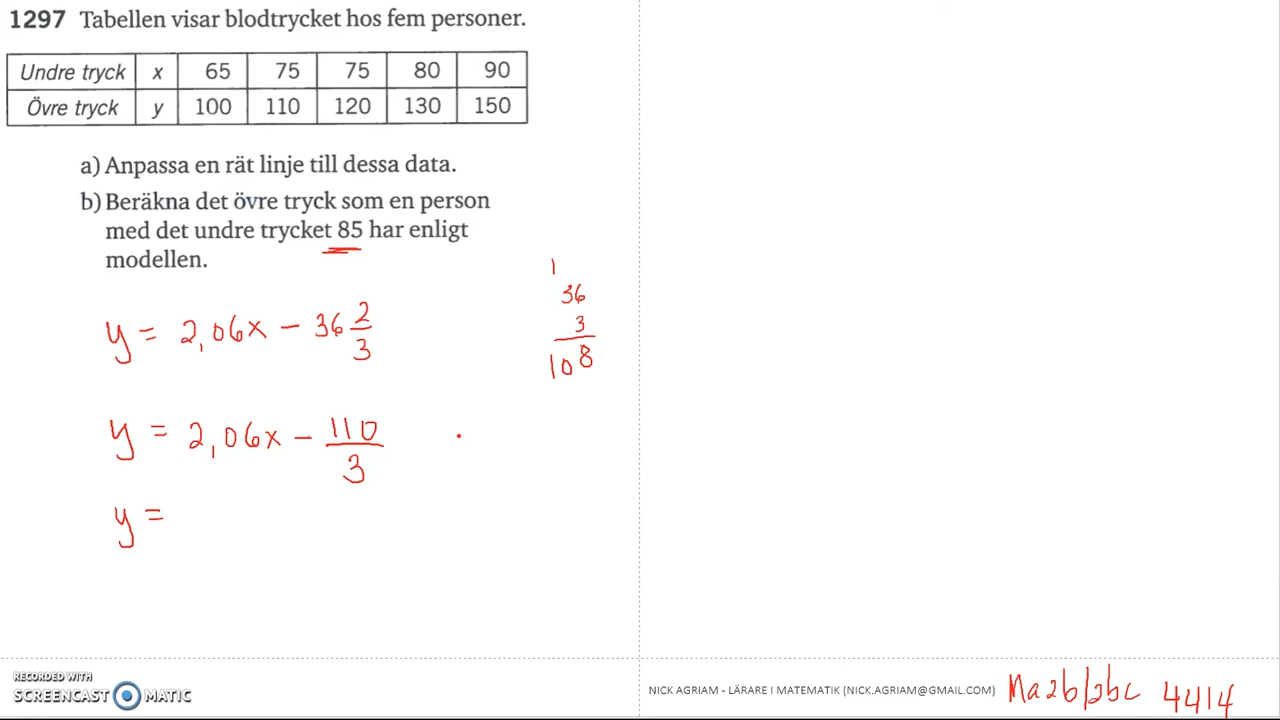 1297 Tabellen visar blodtrycket hos fem personer.
Undre tryck x 65 75 75 80 90
Övre tryck y 100 110 120 130 150
a) Anpassa en rät linje till dessa data.
b) Beräkna det övre tryck som en person
med det undre trycket 85 har enligt
modellen.
y = 2,06x - 36 2/3
1
36
3
108
y = 2,06x - 110/3
y =
RECORDED WITH
SCREENCAST MATIC
NICK AGRIAM - LÄRARE I MATEMATIK (NICK.AGRIAM@GMAIL.COM)
Ma2b/2bc 4414